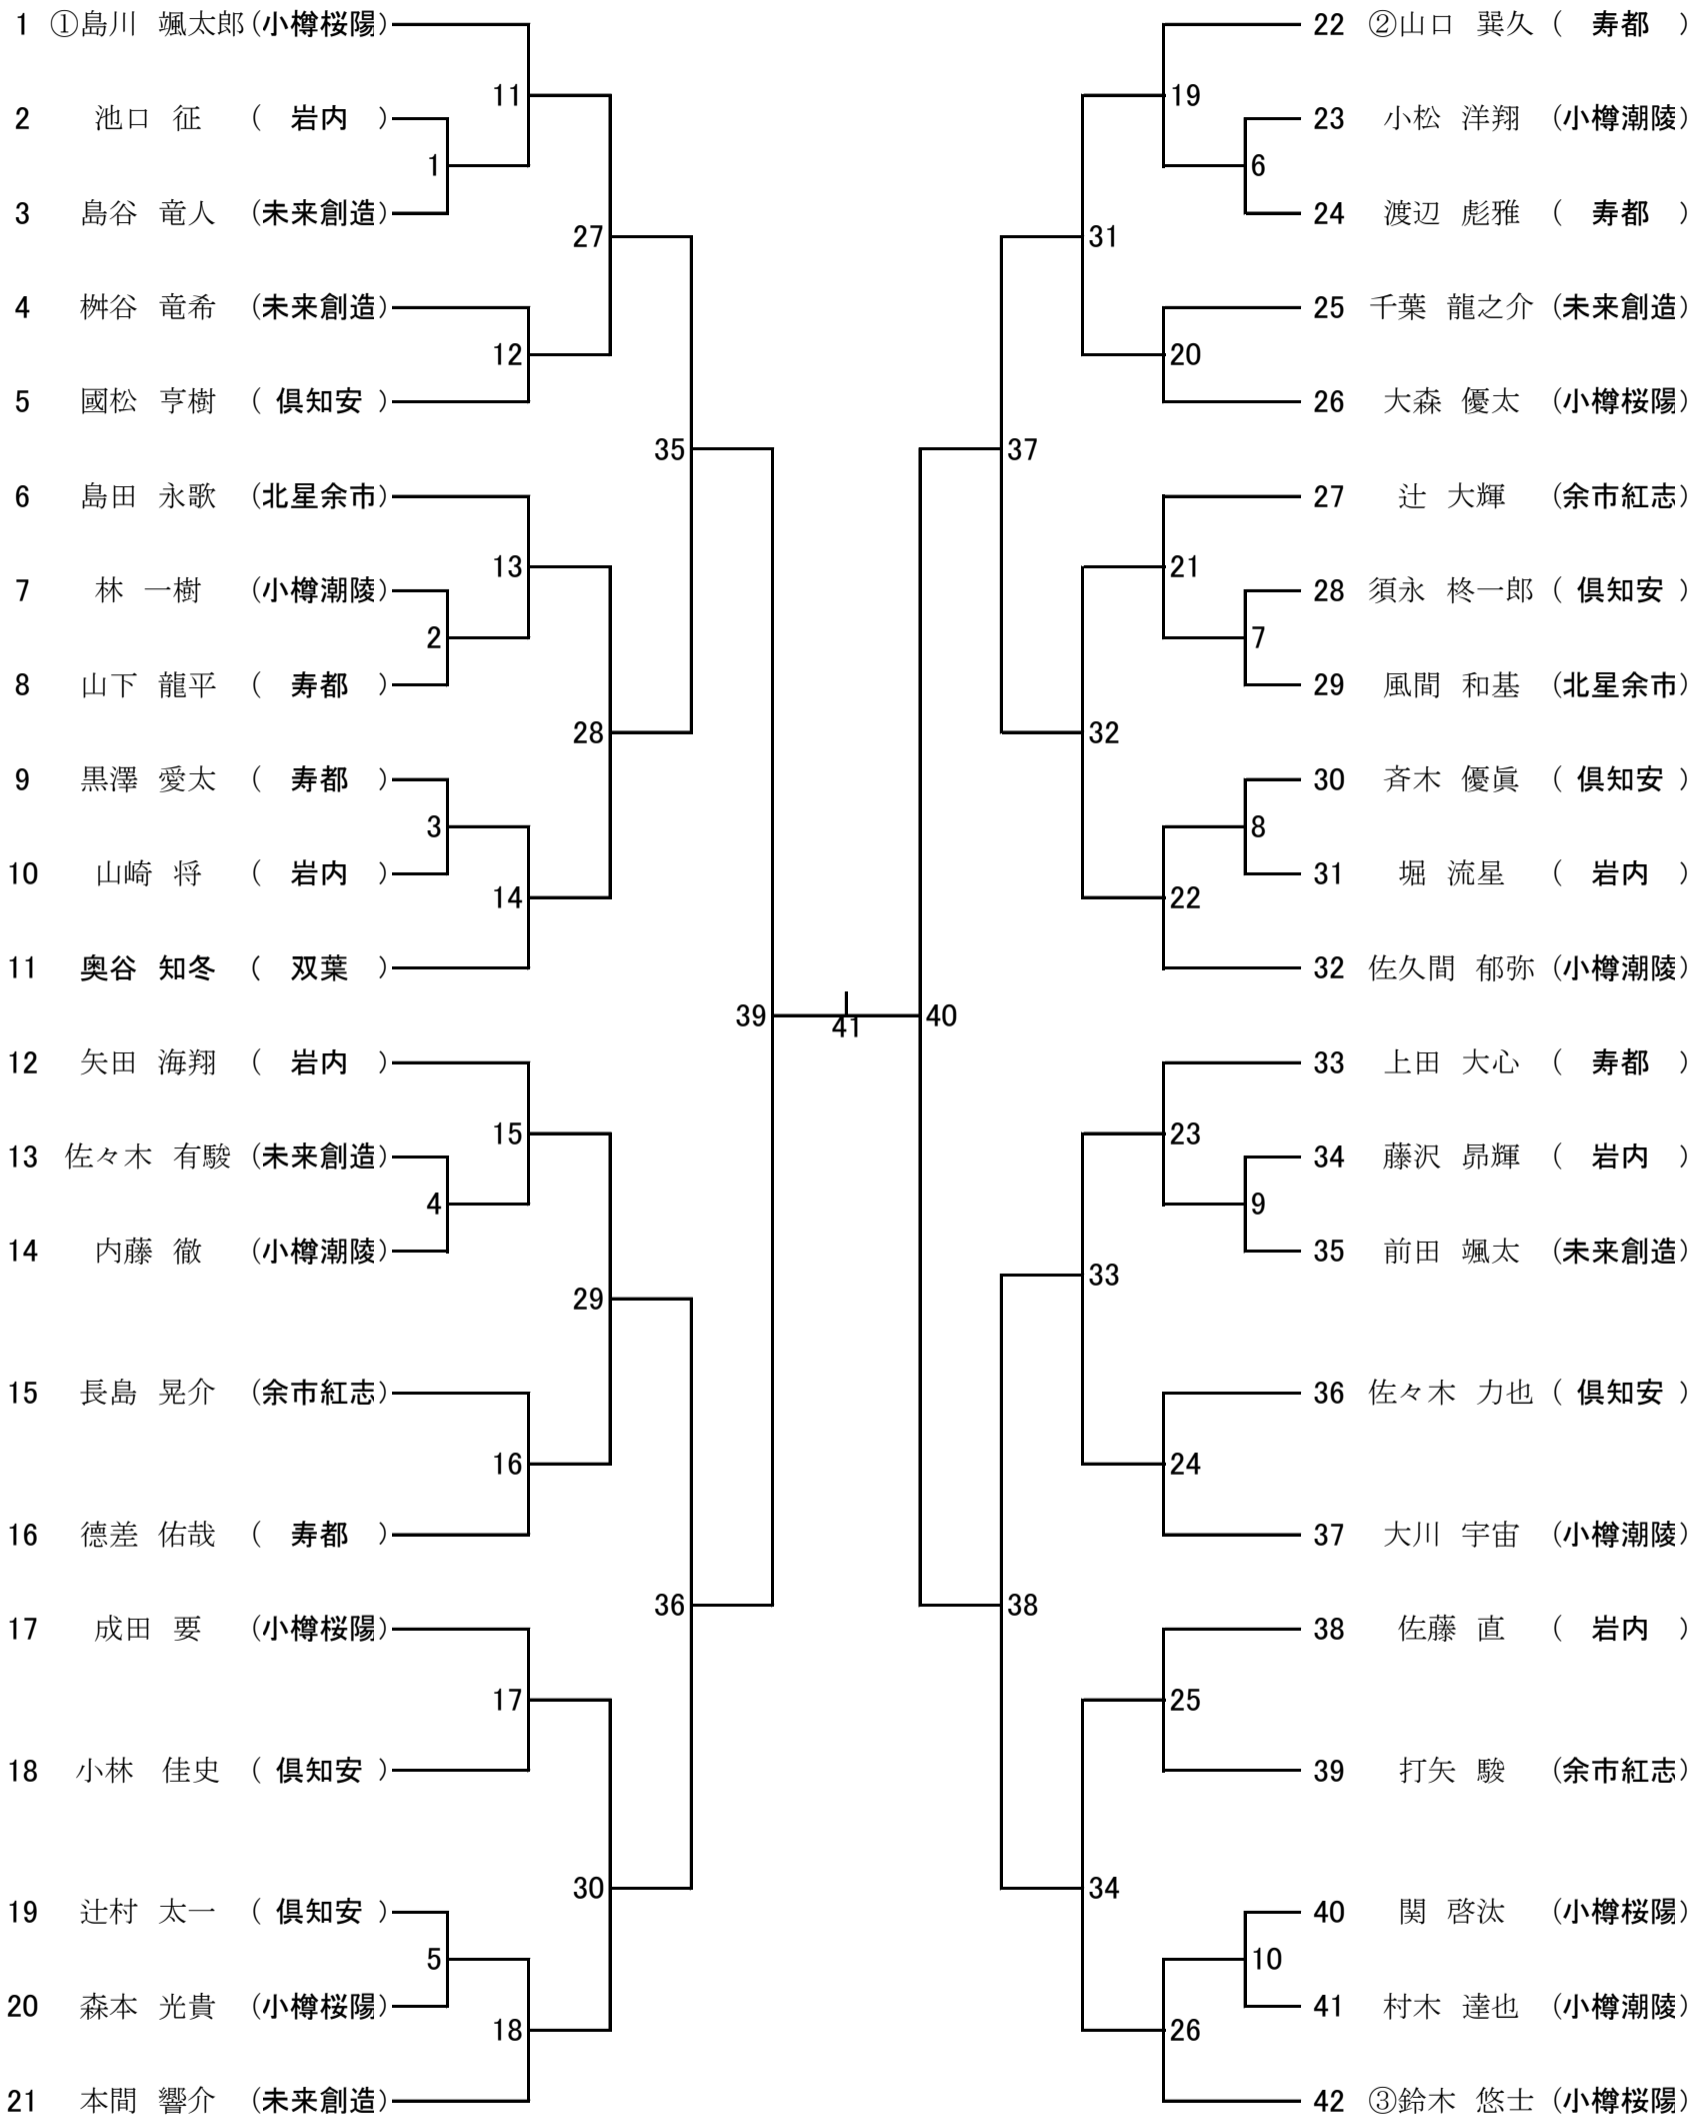 1 ①島川 颯太郎(小樽桜陽) 22 ②山口 巽久 ( 寿都 )
11 19
2 池口 征 ( 岩内 ) 23 小松 洋翔 (小樽潮陵)
1 6
3 島谷 竜人 (未来創造) 24 渡辺 彪雅 ( 寿都 )
27 31
4 桝谷 竜希 (未来創造) 25 千葉 龍之介 (未来創造)
12 20
5 國松 亨樹 ( 倶知安 ) 26 大森 優太 (小樽桜陽)
35 37
6 島田 永歌 (北星余市) 27 辻 大輝 (余市紅志)
13 21
7 林 一樹 (小樽潮陵) 28 須永 柊一郎 ( 倶知安 )
2 7
8 山下 龍平 ( 寿都 ) 29 風間 和基 (北星余市)
28 32
9 黒澤 愛太 ( 寿都 ) 30 斉木 優眞 ( 倶知安 )
3 8
10 山崎 将 ( 岩内 ) 31 堀 流星 ( 岩内 )
14 22
11 奥谷 知冬 ( 双葉 ) 32 佐久間 郁弥 (小樽潮陵)
39 41 40
12 矢田 海翔 ( 岩内 ) 33 上田 大心 ( 寿都 )
15 23
13 佐々木 有駿 (未来創造) 34 藤沢 昴輝 ( 岩内 )
4 9
14 内藤 徹 (小樽潮陵) 35 前田 颯太 (未来創造)
29 33
15 長島 晃介 (余市紅志) 36 佐々木 力也 ( 倶知安 )
16 24
16 德差 佑哉 ( 寿都 ) 37 大川 宇宙 (小樽潮陵)
36 38
17 成田 要 (小樽桜陽) 38 佐藤 直 ( 岩内 )
17 25
18 小林 佳史 ( 倶知安 ) 39 打矢 駿 (余市紅志)
30 34
19 辻村 太一 ( 倶知安 ) 40 関 啓汰 (小樽桜陽)
5 10
20 森本 光貴 (小樽桜陽) 41 村木 達也 (小樽潮陵)
18 26
21 本間 響介 (未来創造) 42 ③鈴木 悠士 (小樽桜陽)